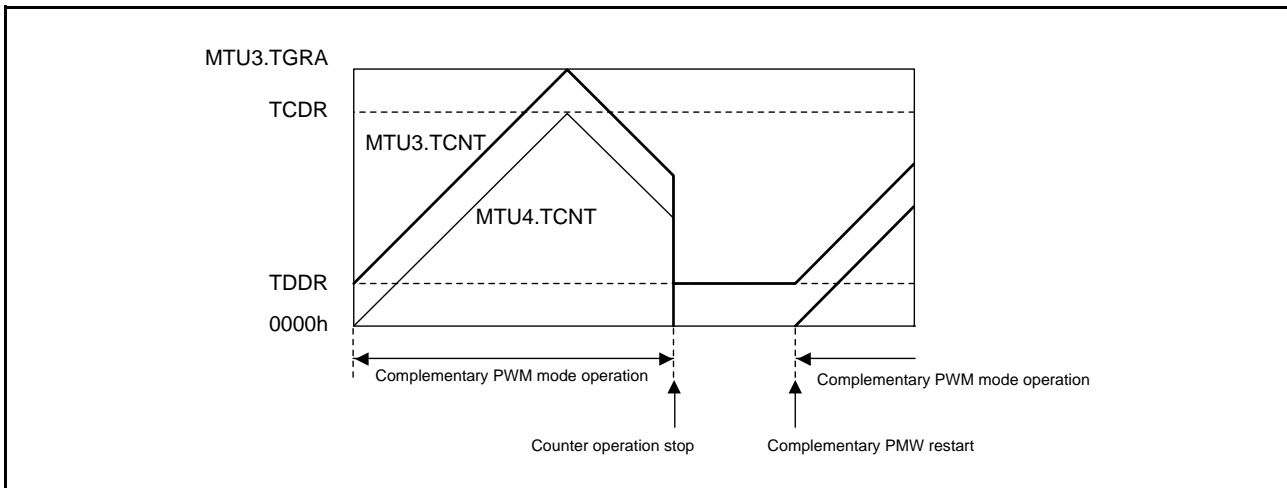 MTU3.TGRA
TCDR
MTU3.TCNT
MTU4.TCNT
TDDR
0000h
Complementary PWM mode operation
Complementary PWM mode operation
Counter operation stop
Complementary PMW restart